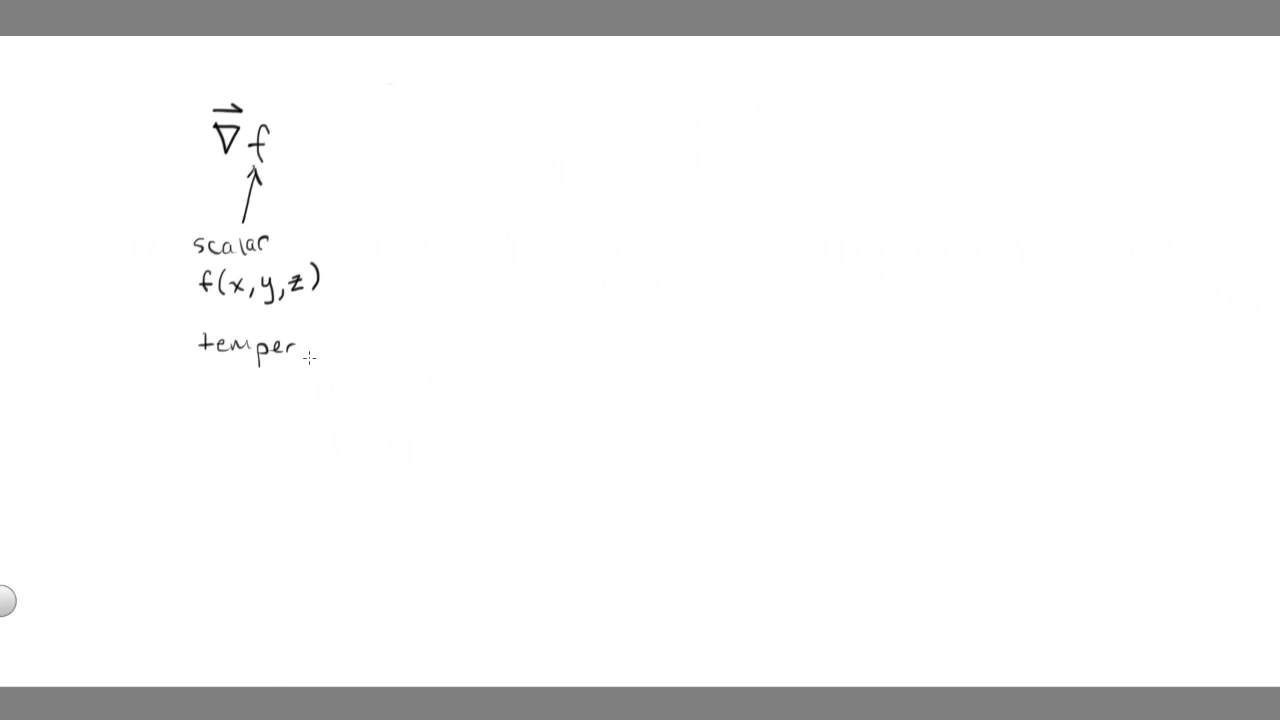 ∇⃗f
scalar
f(x,y,z)
temper